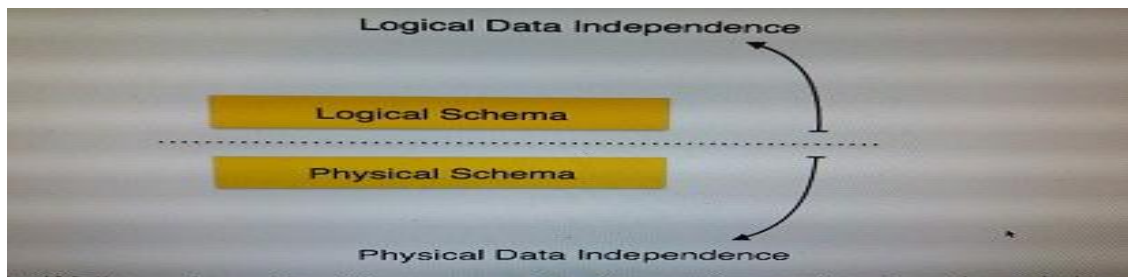 Logical Data Independence
Logical Schema
Physical Schema
Physical Data Independence